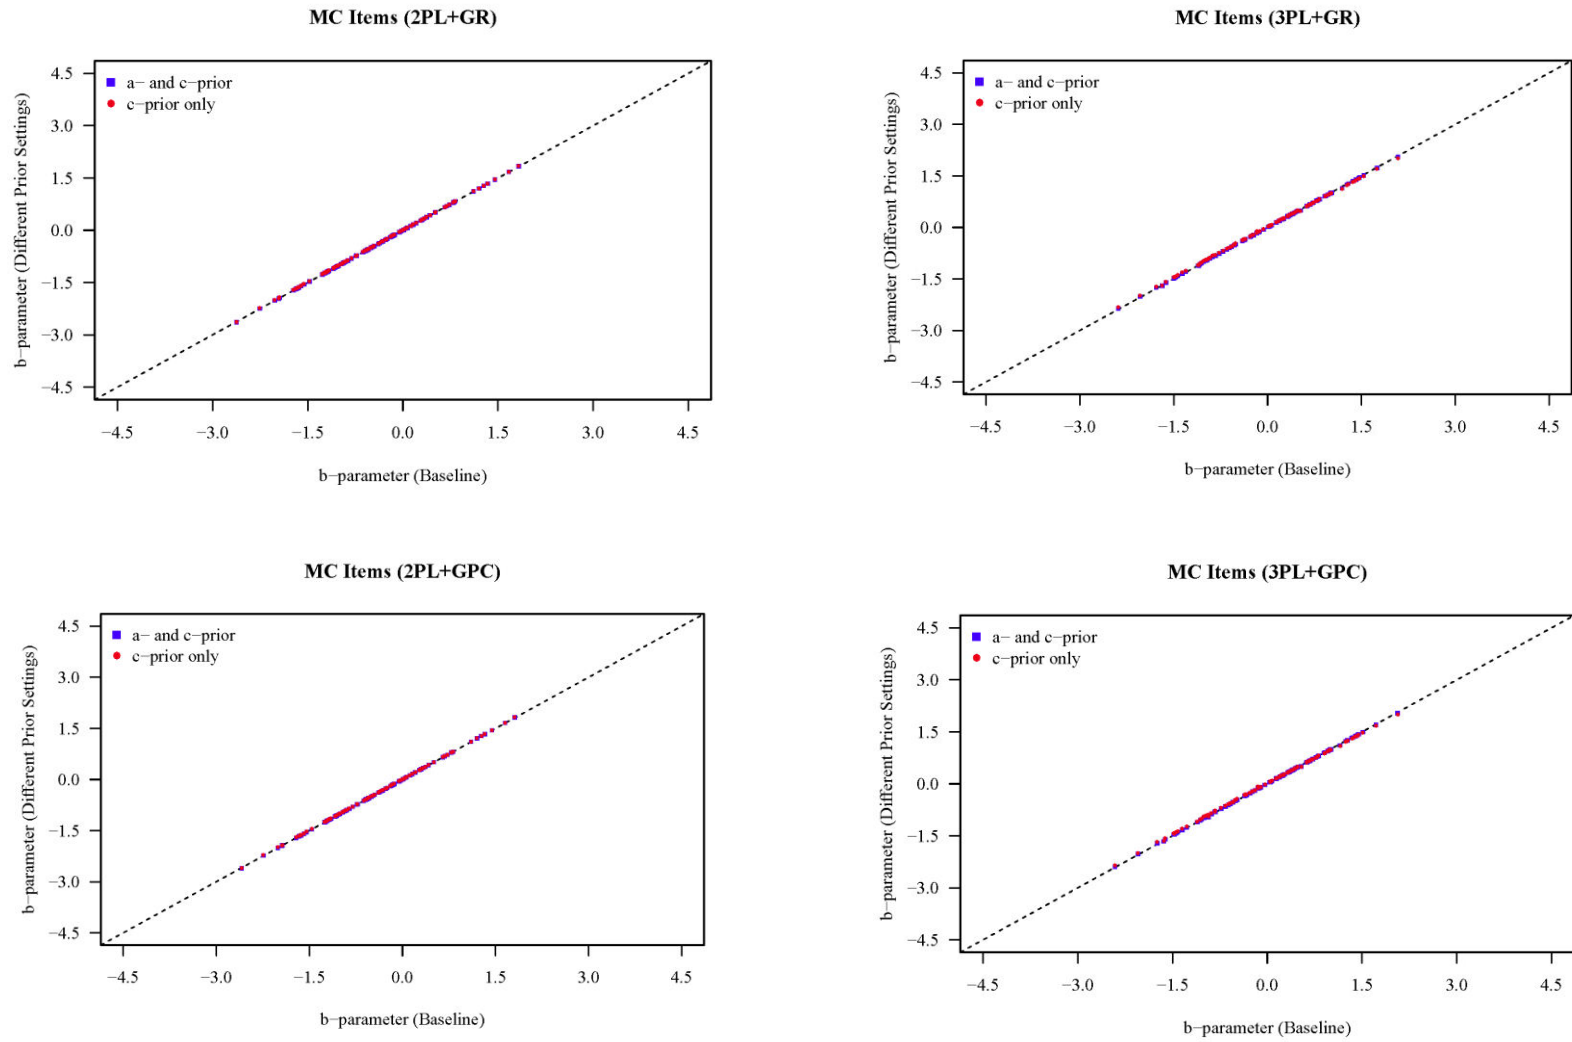 MC Items (2PL+GR)
4.5
3.0
1.5
0.0
−1.5
−3.0
−4.5
b−parameter (Different Prior Settings)
a− and c−prior
c−prior only
−4.5 −3.0 −1.5 0.0 1.5 3.0 4.5
b−parameter (Baseline)
MC Items (3PL+GR)
4.5
3.0
1.5
0.0
−1.5
−3.0
−4.5
b−parameter (Different Prior Settings)
a− and c−prior
c−prior only
−4.5 −3.0 −1.5 0.0 1.5 3.0 4.5
b−parameter (Baseline)
MC Items (2PL+GPC)
4.5
3.0
1.5
0.0
−1.5
−3.0
−4.5
b−parameter (Different Prior Settings)
a− and c−prior
c−prior only
−4.5 −3.0 −1.5 0.0 1.5 3.0 4.5
b−parameter (Baseline)
MC Items (3PL+GPC)
4.5
3.0
1.5
0.0
−1.5
−3.0
−4.5
b−parameter (Different Prior Settings)
a− and c−prior
c−prior only
−4.5 −3.0 −1.5 0.0 1.5 3.0 4.5
b−parameter (Baseline)